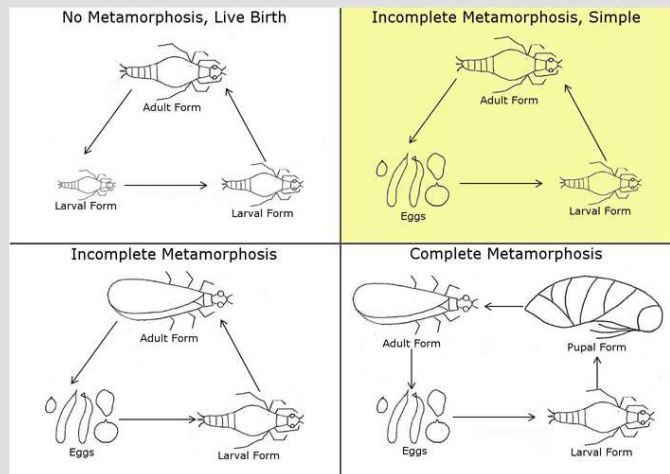 No Metamorphosis, Live Birth
Adult Form
Larval Form
Larval Form
Incomplete Metamorphosis, Simple
Adult Form
Eggs
Larval Form
Incomplete Metamorphosis
Adult Form
Eggs
Larval Form
Complete Metamorphosis
Adult Form
Pupal Form
Eggs
Larval Form